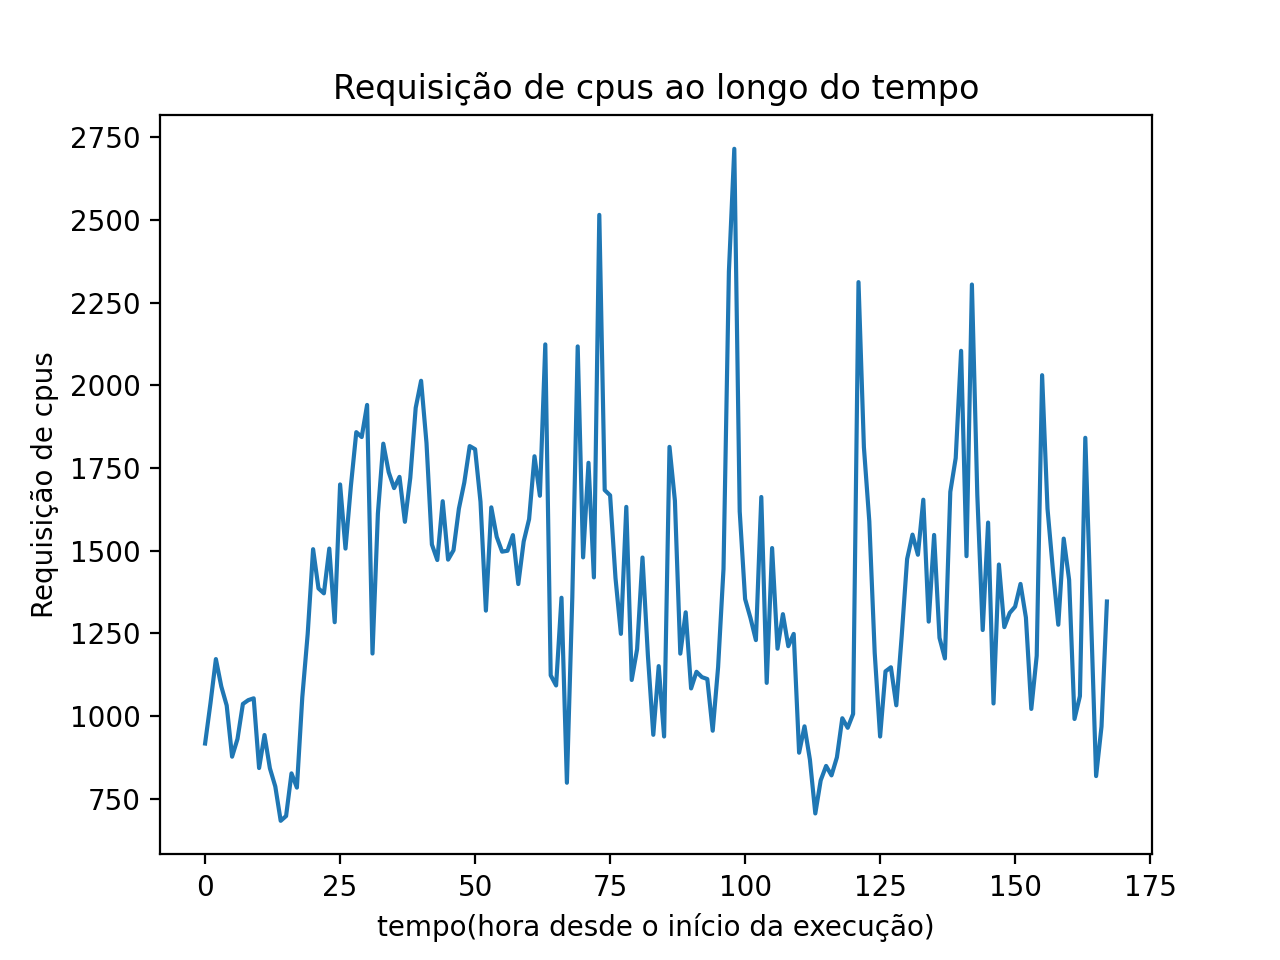 Requisição de cpus ao longo do tempo
2750
2500
2250
2000
1750
1500
1250
1000
750
Requisição de cpus
0 25 50 75 100 125 150 175
tempo(hora desde o início da execução)